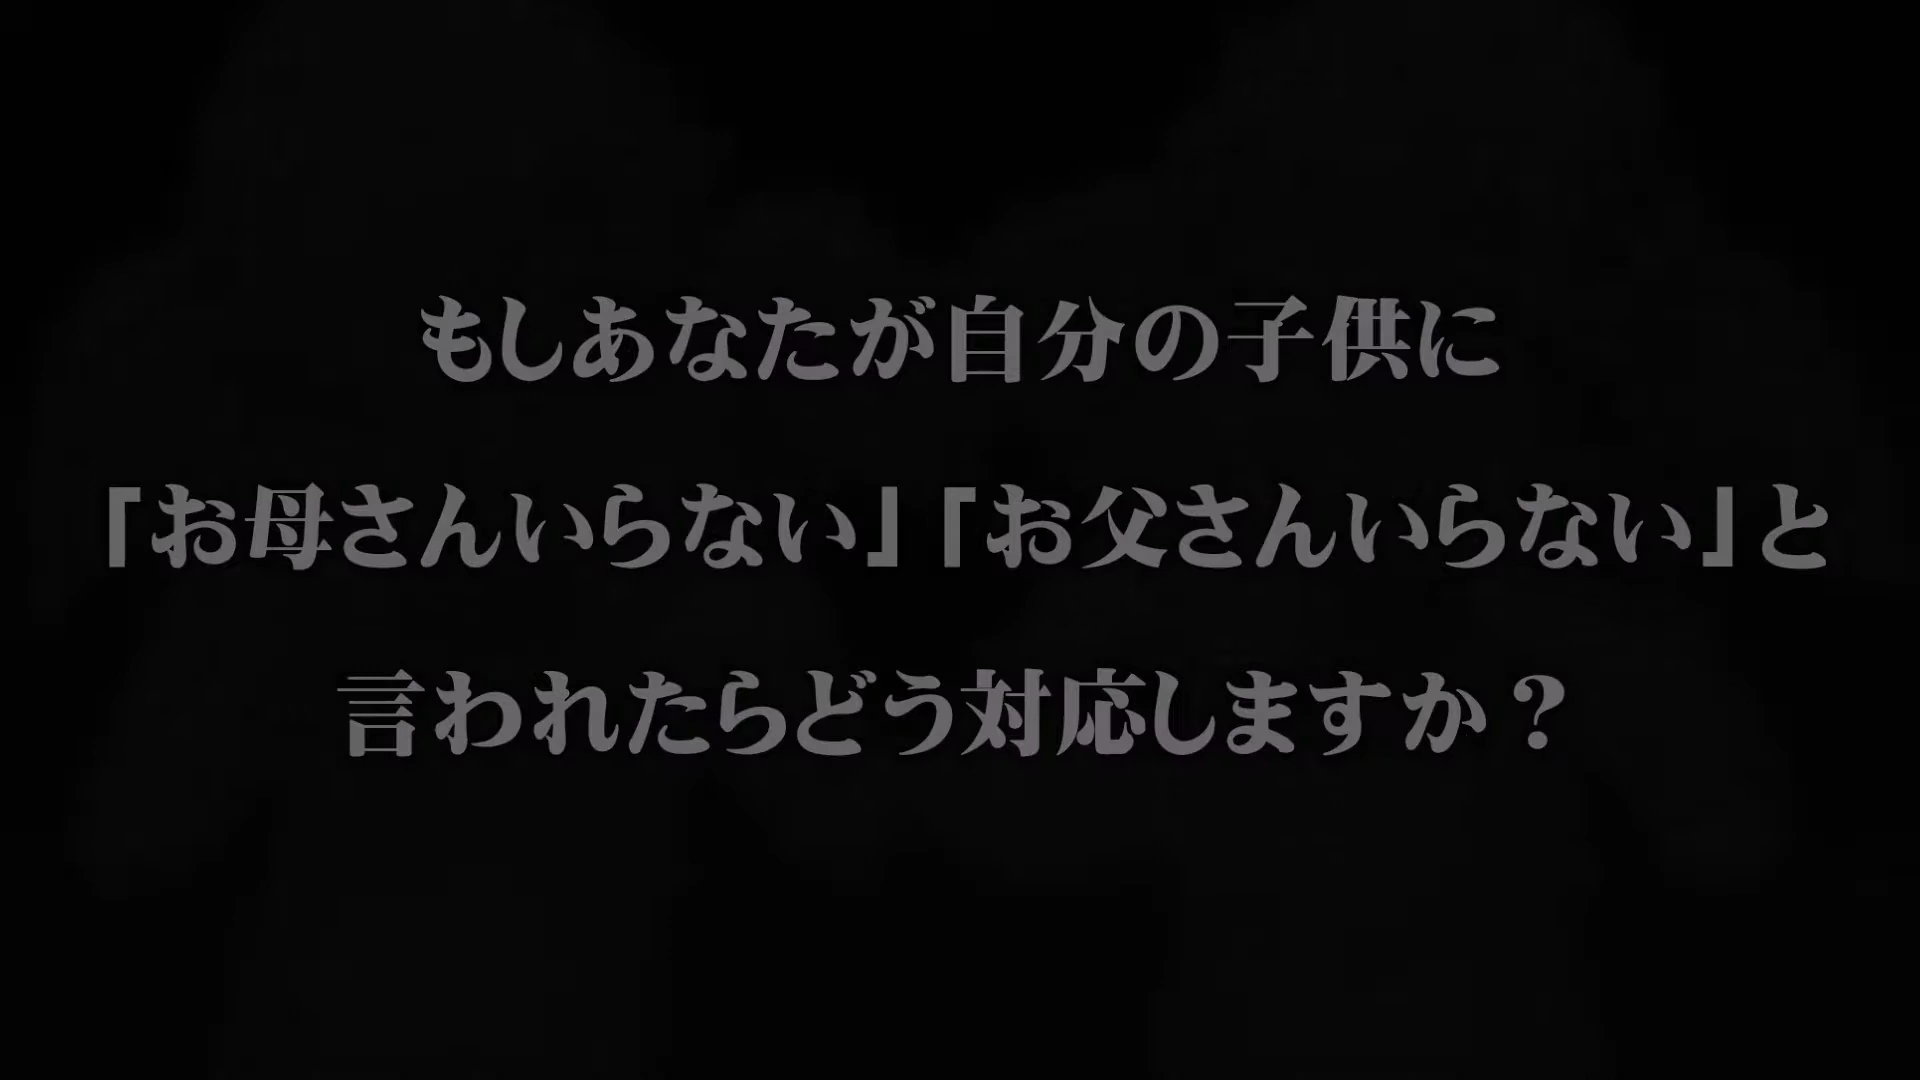 もしあなたが自分の子供に
「お母さんいらない」「お父さんいらない」と
言われたらどう対応しますか？